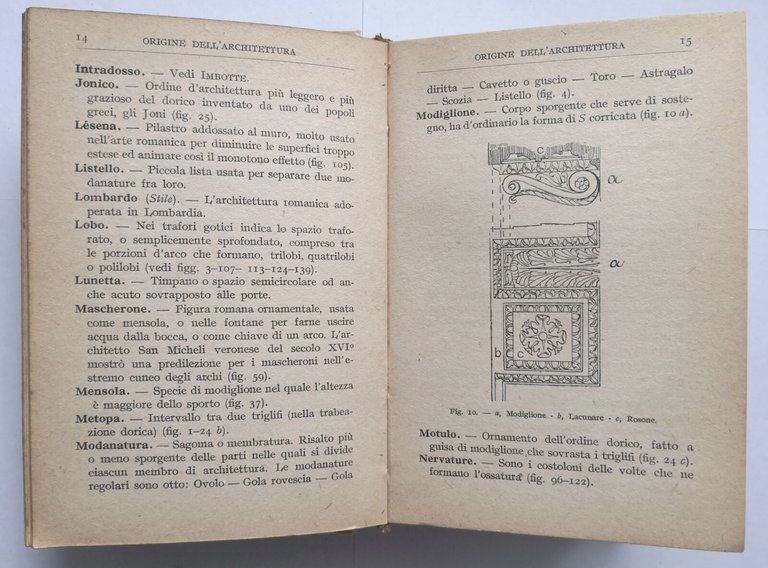 14
ORIGINE DELL'ARCHITETTURA
Intradosso. — Vedi IMBOTTE.
Jonico. — Ordine d'architettura più leggero e più
grazioso del dorico inventato da uno dei popoli
greci, gli Joni (fig. 25).
Lésena. — Pilastro addossato al muro, molto usato
nell'arte romanica per diminuire le superfici troppo
estese ed animare così il monotono effetto (fig. 105).
Listello. — Piccola lista usata per separare due mo-
danature fra loro.
Lombardo (Stile). — L'architettura romanica ado-
perata in Lombardia.
Lobo. — Nei trafori gotici indica lo spazio trafo-
rato, o semplicemente sprofondato, compreso tra
le porzioni d'arco che formano, trilobi, quatrilobi
o polilobi (vedi figg. 3-107- 113-124-139).
Lunetta. — Timpano o spazio semicircolare od an-
che acuto sovrapposto alle porte.
Mascherone. — Figura romana ornamentale, usata
come mensola, o nelle fontane per farne uscire
acqua dalla bocca, o come chiave di un arco. L'ar-
chitetto San Micheli veronese del secolo XVIº
mostrò una predilezione per i mascheroni nell'e-
stremo cuneo degli archi (fig. 59).
Mensola. — Specie di modiglione nel quale l'altezza
è maggiore dello sporto (fig. 37).
Metopa. — Intervallo tra due triglifi (nella trabea-
zione dorica) (fig. 1-24 b).
Modanatura. — Sagoma o membratura. Risalto più
o meno sporgente delle parti nelle quali si divide
ciascun membro di architettura. Le modanature
regolari sono otto: Ovolo — Gola rovescia — Gola
ORIGINE DELL'ARCHITETTURA
15
diritta — Cavetto o guscio — Toro — Astragalo
— Scozia — Listello (fig. 4).
Modiglione. — Corpo sporgente che serve di soste-
gno, ha d'ordinario la forma di S corricata (fig. 10 a).
c
a
a
b
c
Fig. 10. — a, Modiglione - b, Lacunare - c, Rosone.
Motulo. — Ornamento dell'ordine dorico, fatto a
guisa di modiglione che sovrasta i triglifi (fig. 24 c).
Nervature. — Sono i costoloni delle volte che ne
formano l'ossatura (fig. 96-122).